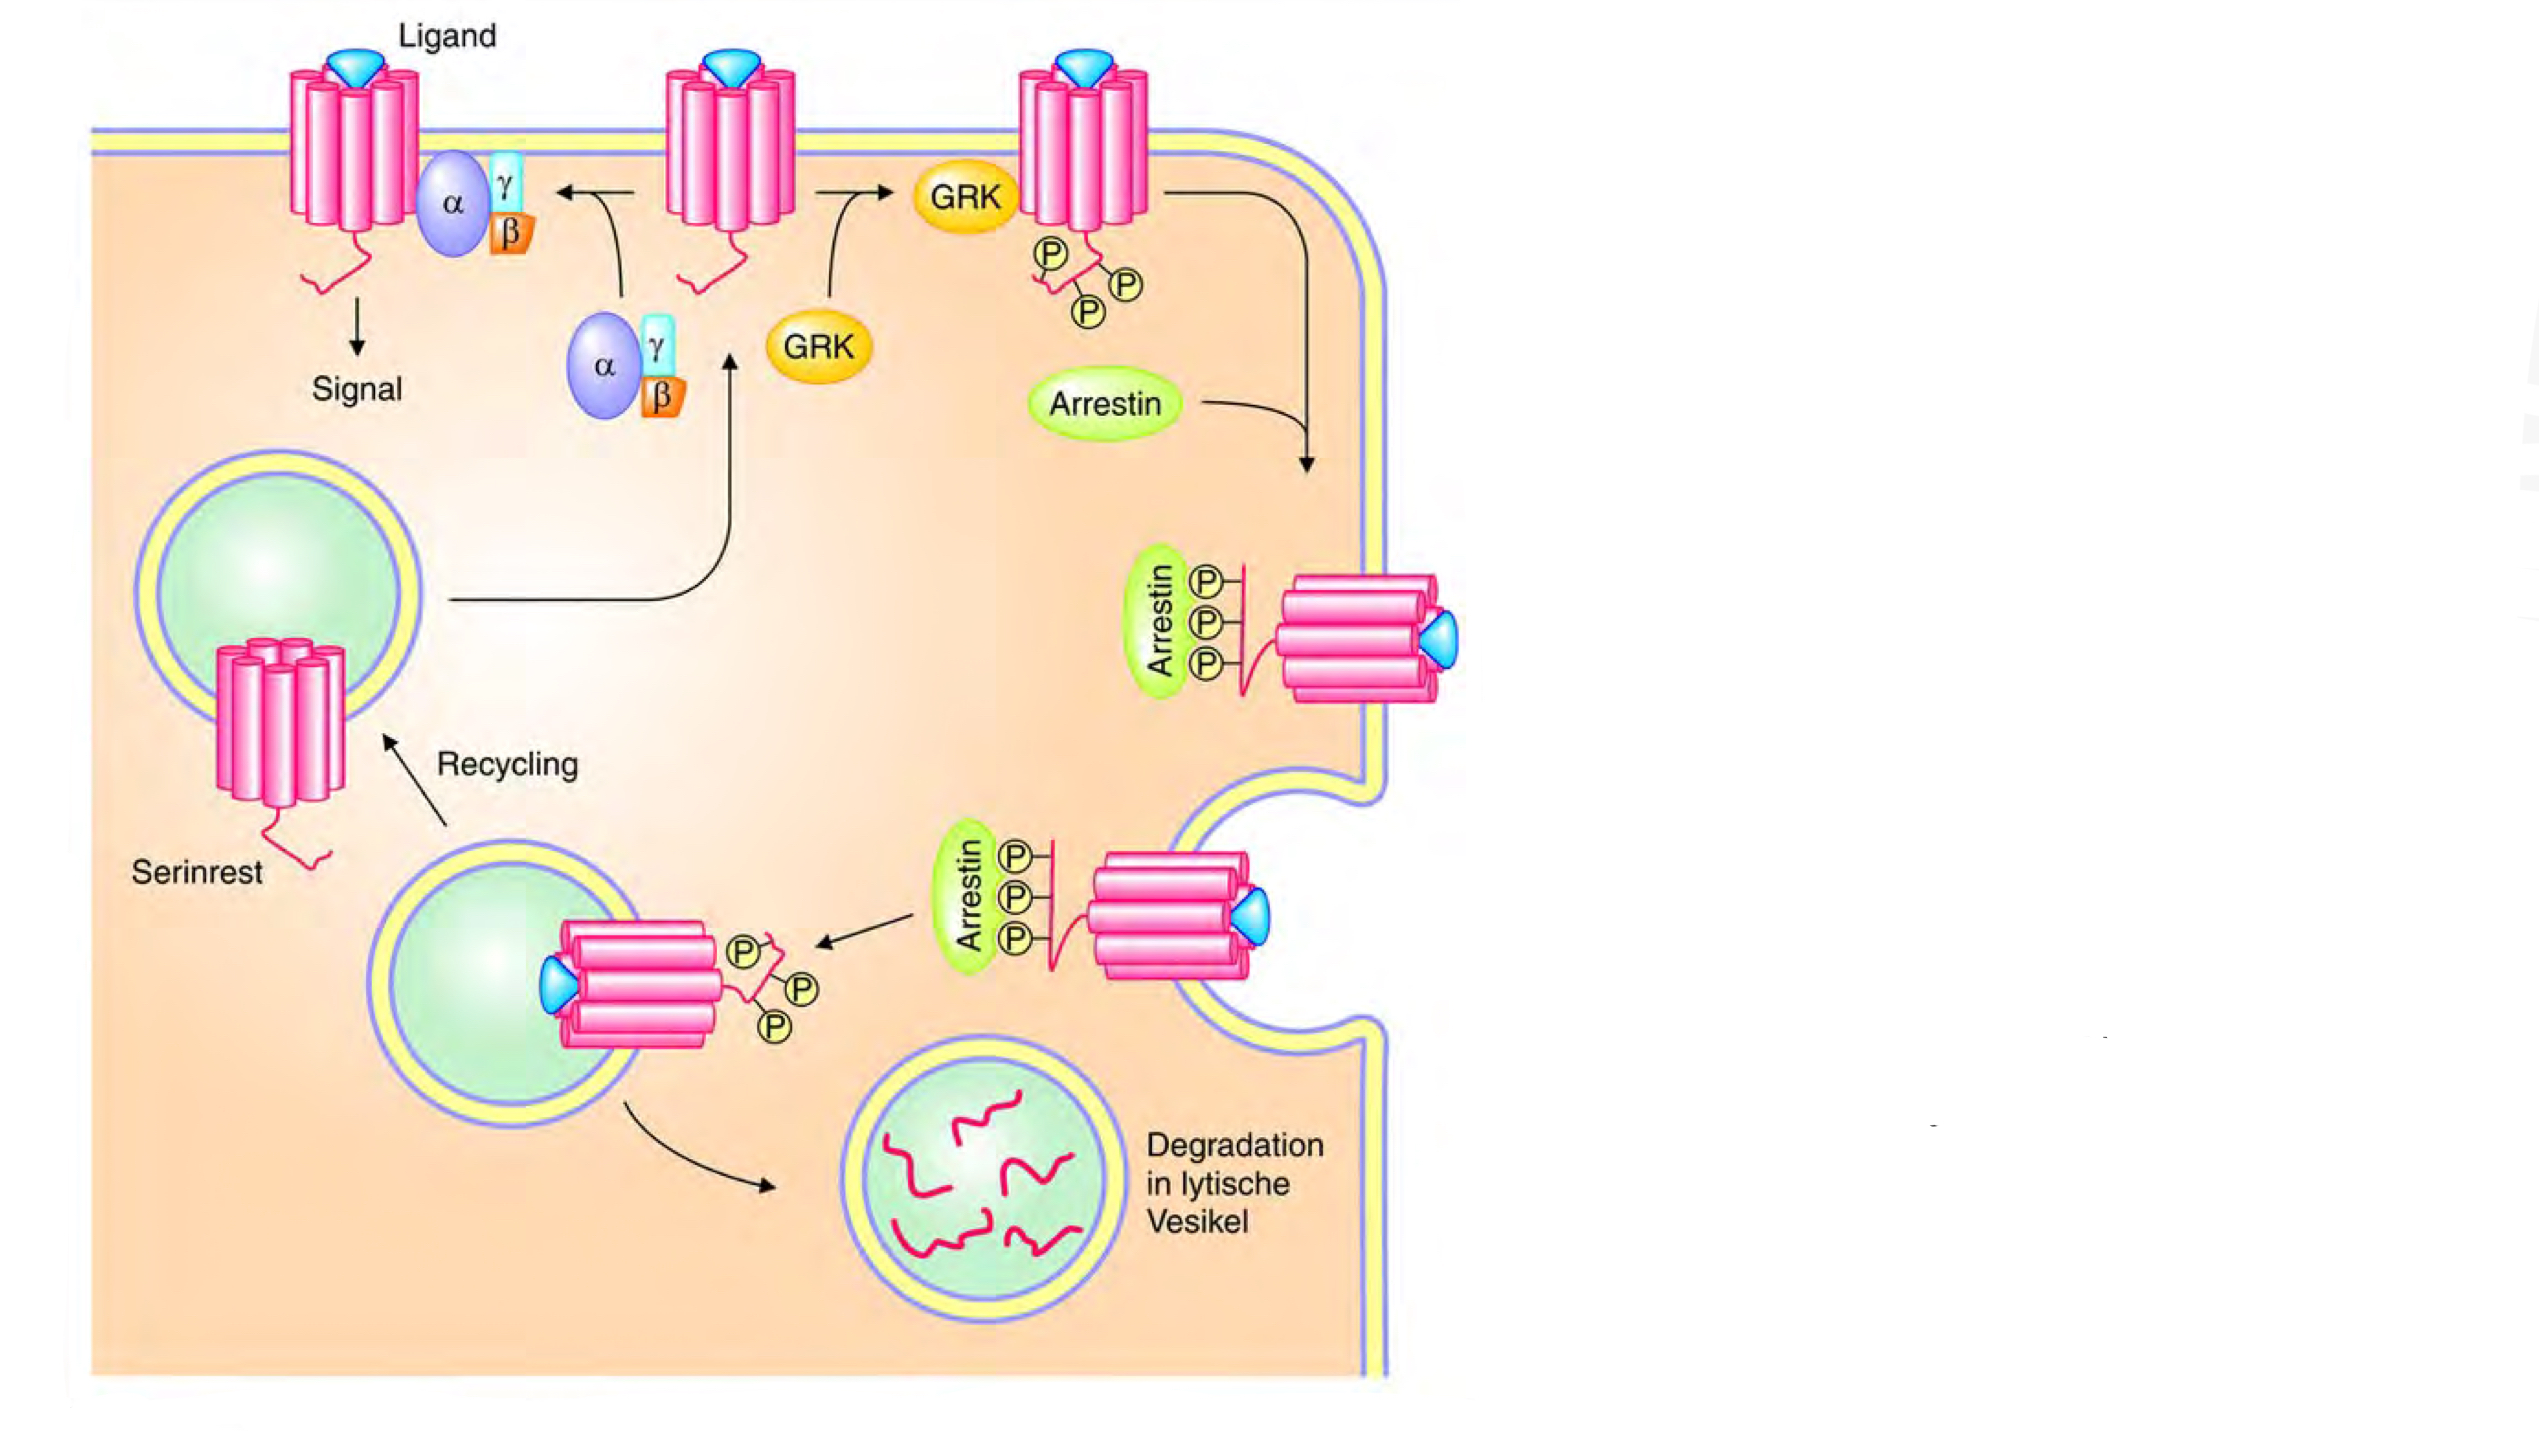 Ligand
α
γ
β
GRK
P
P
P
α
γ
β
GRK
Signal
Arrestin
Arrestin
P
P
P
Recycling
Serinrest
Arrestin
P
P
P
P
P
P
Degradation
in lytische
Vesikel